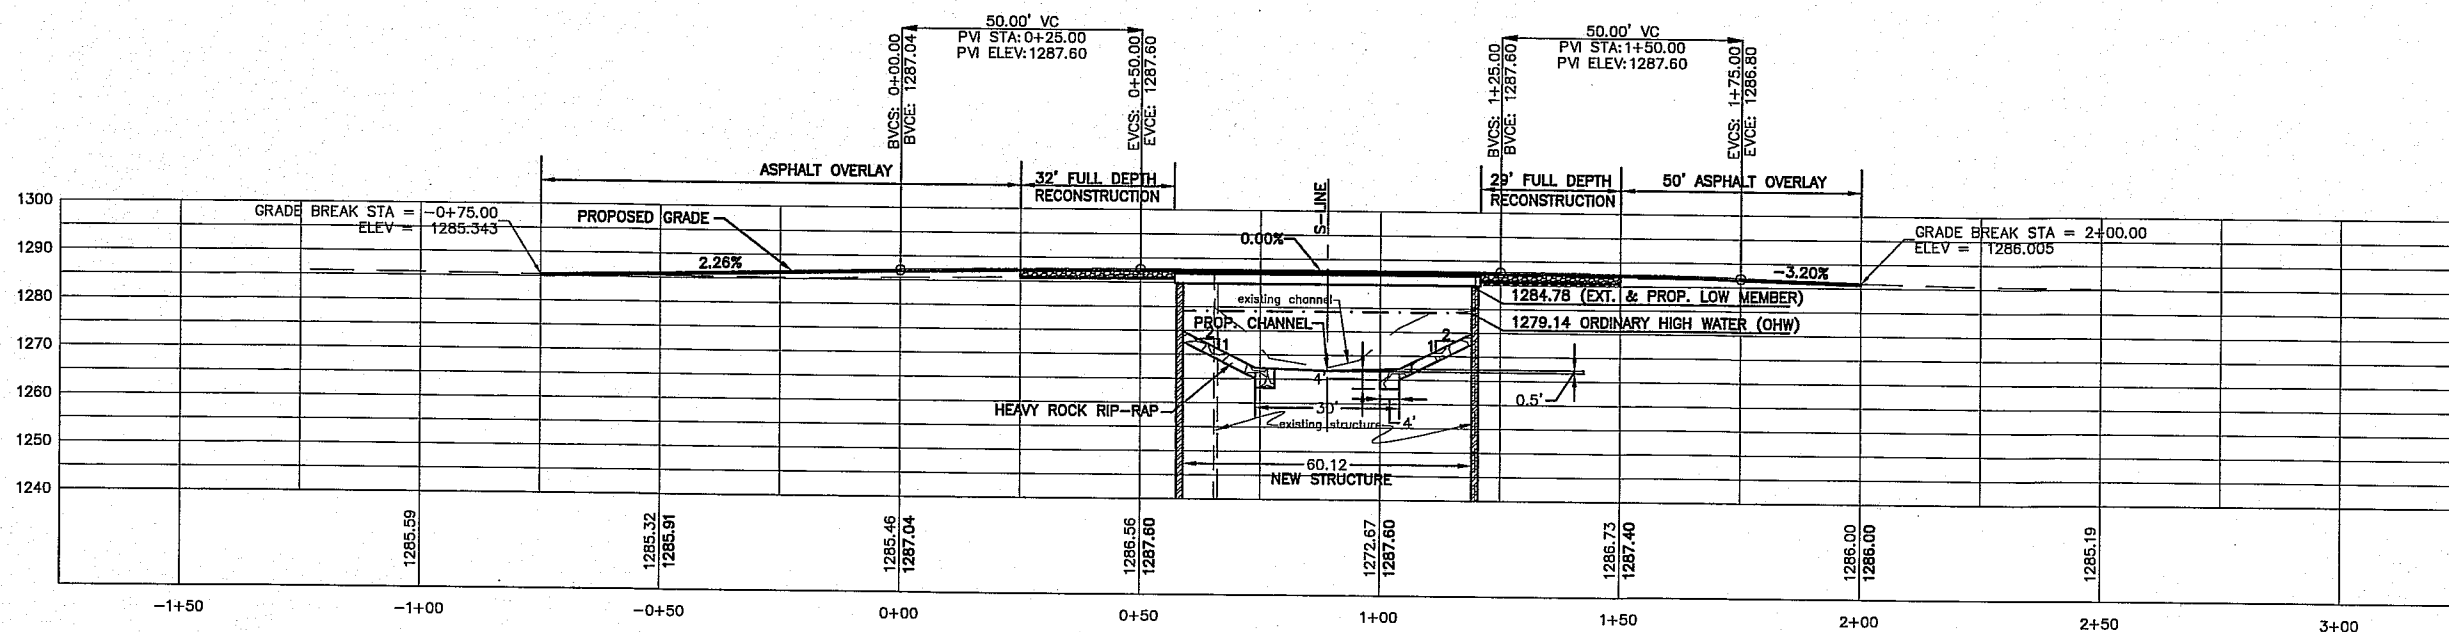 50.00' VC
PVI STA: 0+25.00
PVI ELEV: 1287.60
BVCS: 0+00.00
BVCE: 1287.04
EVCS: 0+50.00
EVCE: 1287.60
50.00' VC
PVI STA: 1+50.00
PVI ELEV: 1287.60
BVCS: 1+25.00
BVCE: 1287.60
EVCS: 1+75.00
EVCE: 1286.80
ASPHALT OVERLAY
32' FULL DEPTH
RECONSTRUCTION
S-LINE
29' FULL DEPTH
RECONSTRUCTION
50' ASPHALT OVERLAY
1300
1290
1280
1270
1260
1250
1240
GRADE BREAK STA = -0+75.00
ELEV = 1285.343
PROPOSED GRADE
2.26%
0.00%
-3.20%
GRADE BREAK STA = 2+00.00
ELEV = 1286.005
1284.78 (EXT. & PROP. LOW MEMBER)
1279.14 ORDINARY HIGH WATER (OHW)
existing channel
PROP. CHANNEL
2
1
2
1
4'
HEAVY ROCK RIP-RAP
30'
existing structure
4'
0.5'
60.12
NEW STRUCTURE
1285.59
1285.32
1285.91
1285.46
1287.04
1286.56
1287.60
1272.67
1287.60
1286.73
1287.40
1286.00
1286.00
1285.19
-1+50
-1+00
-0+50
0+00
0+50
1+00
1+50
2+00
2+50
3+00